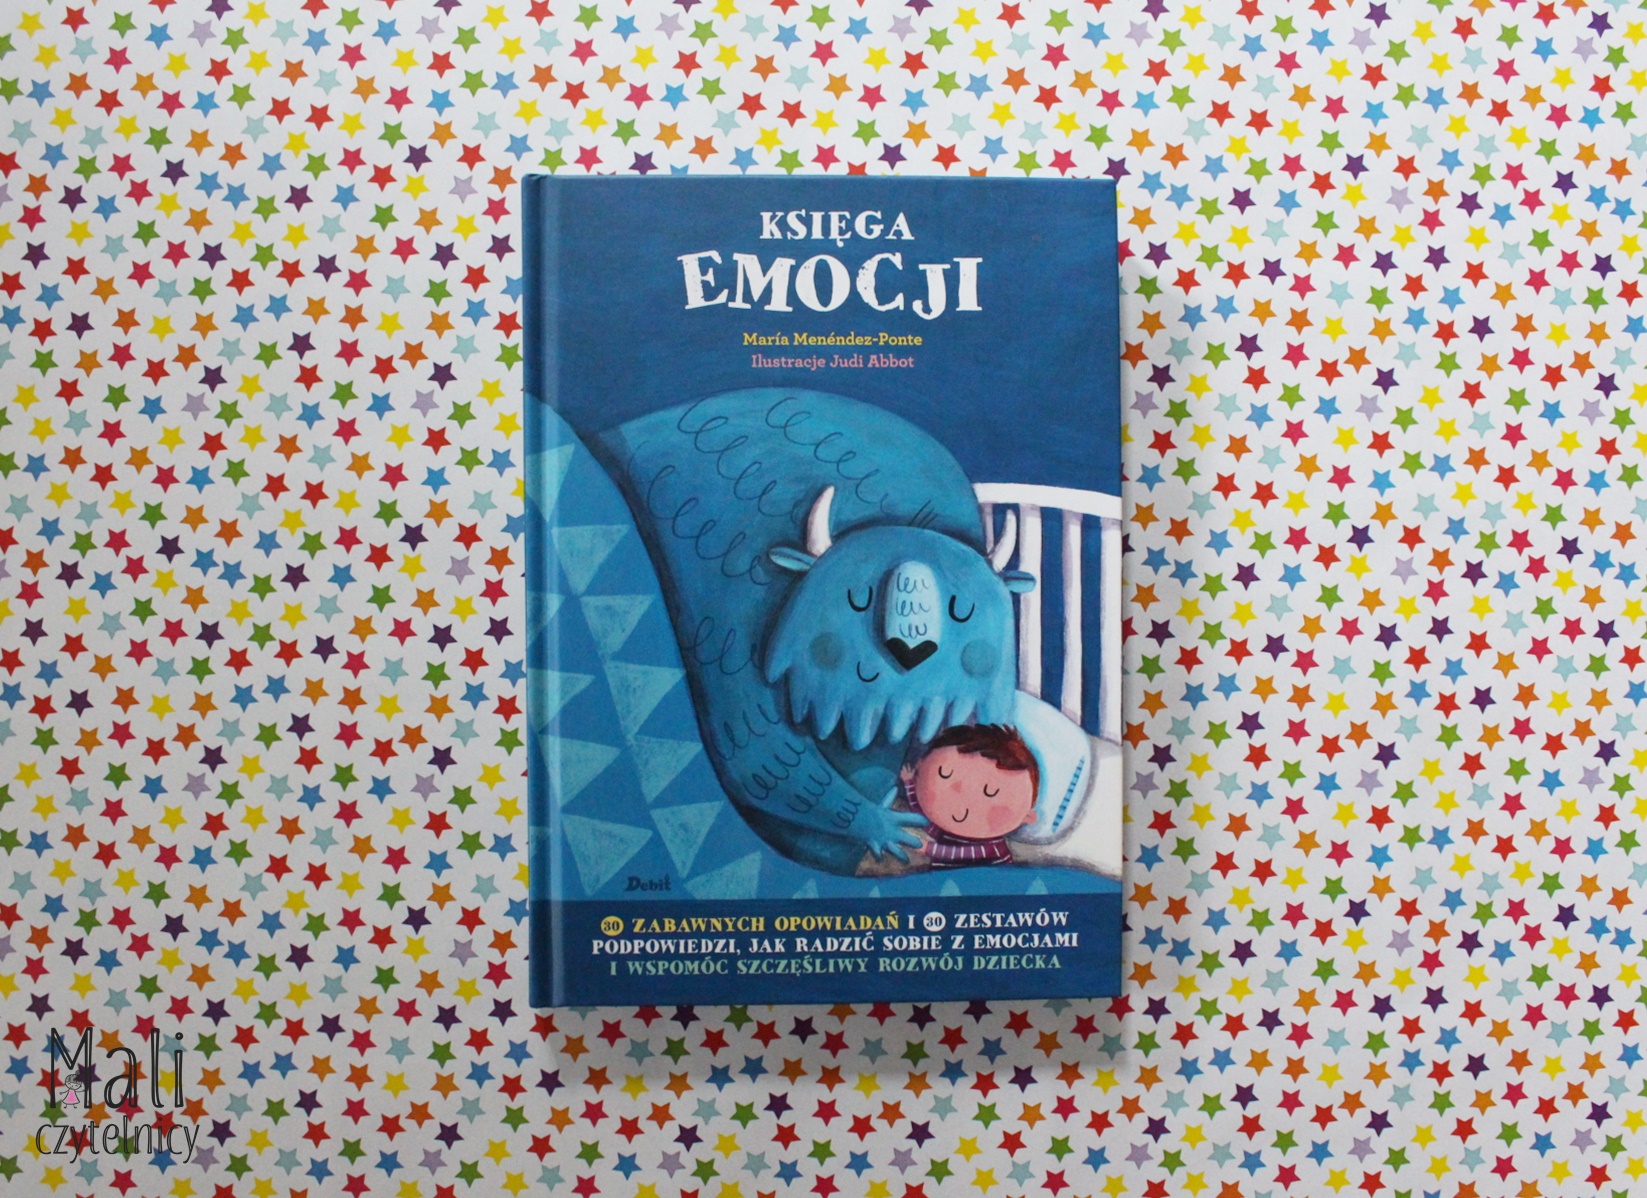 KSIĘGA
EMOCJI
María Menéndez-Ponte
Ilustracje Judi Abbot
Debit
30 ZABAWNYCH OPOWIADAŃ I 30 ZESTAWÓW
PODPOWIEDZI, JAK RADZIĆ SOBIE Z EMOCJAMI
I WSPOMÓC SZCZĘŚLIWY ROZWÓJ DZIECKA
Mali
czytelnicy